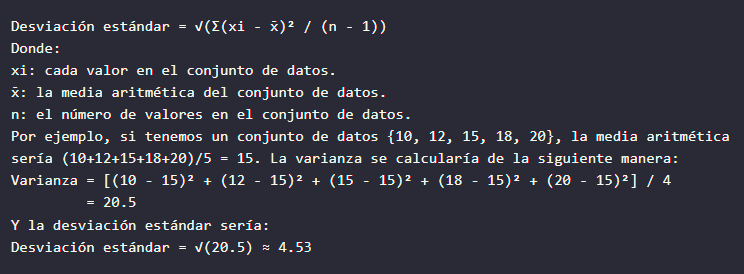 Desviación estándar = √(Σ(xi - x̄)² / (n - 1))
Donde:
xi: cada valor en el conjunto de datos.
x̄: la media aritmética del conjunto de datos.
n: el número de valores en el conjunto de datos.
Por ejemplo, si tenemos un conjunto de datos {10, 12, 15, 18, 20}, la media aritmética
sería (10+12+15+18+20)/5 = 15. La varianza se calcularía de la siguiente manera:
Varianza = [(10 - 15)² + (12 - 15)² + (15 - 15)² + (18 - 15)² + (20 - 15)²] / 4
= 20.5
Y la desviación estándar sería:
Desviación estándar = √(20.5) ≈ 4.53